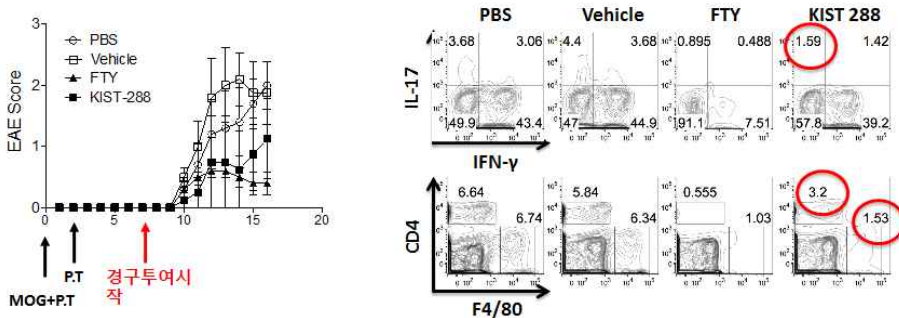 3
2
1
0
EAE Score
PBS
Vehicle
FTY
KIST-288
0 5 10 15 20
P.T
MOG+P.T
경구투여시
작
PBS Vehicle FTY KIST 288
IL-17
3.68 3.06 4.4 3.68 0.895 0.488 1.59 1.42
49.9 43.4 47 44.9 91.1 7.51 57.8 39.2
IFN-γ
CD4
6.64 5.84 0.555 3.2
6.74 6.34 1.03 1.53
F4/80